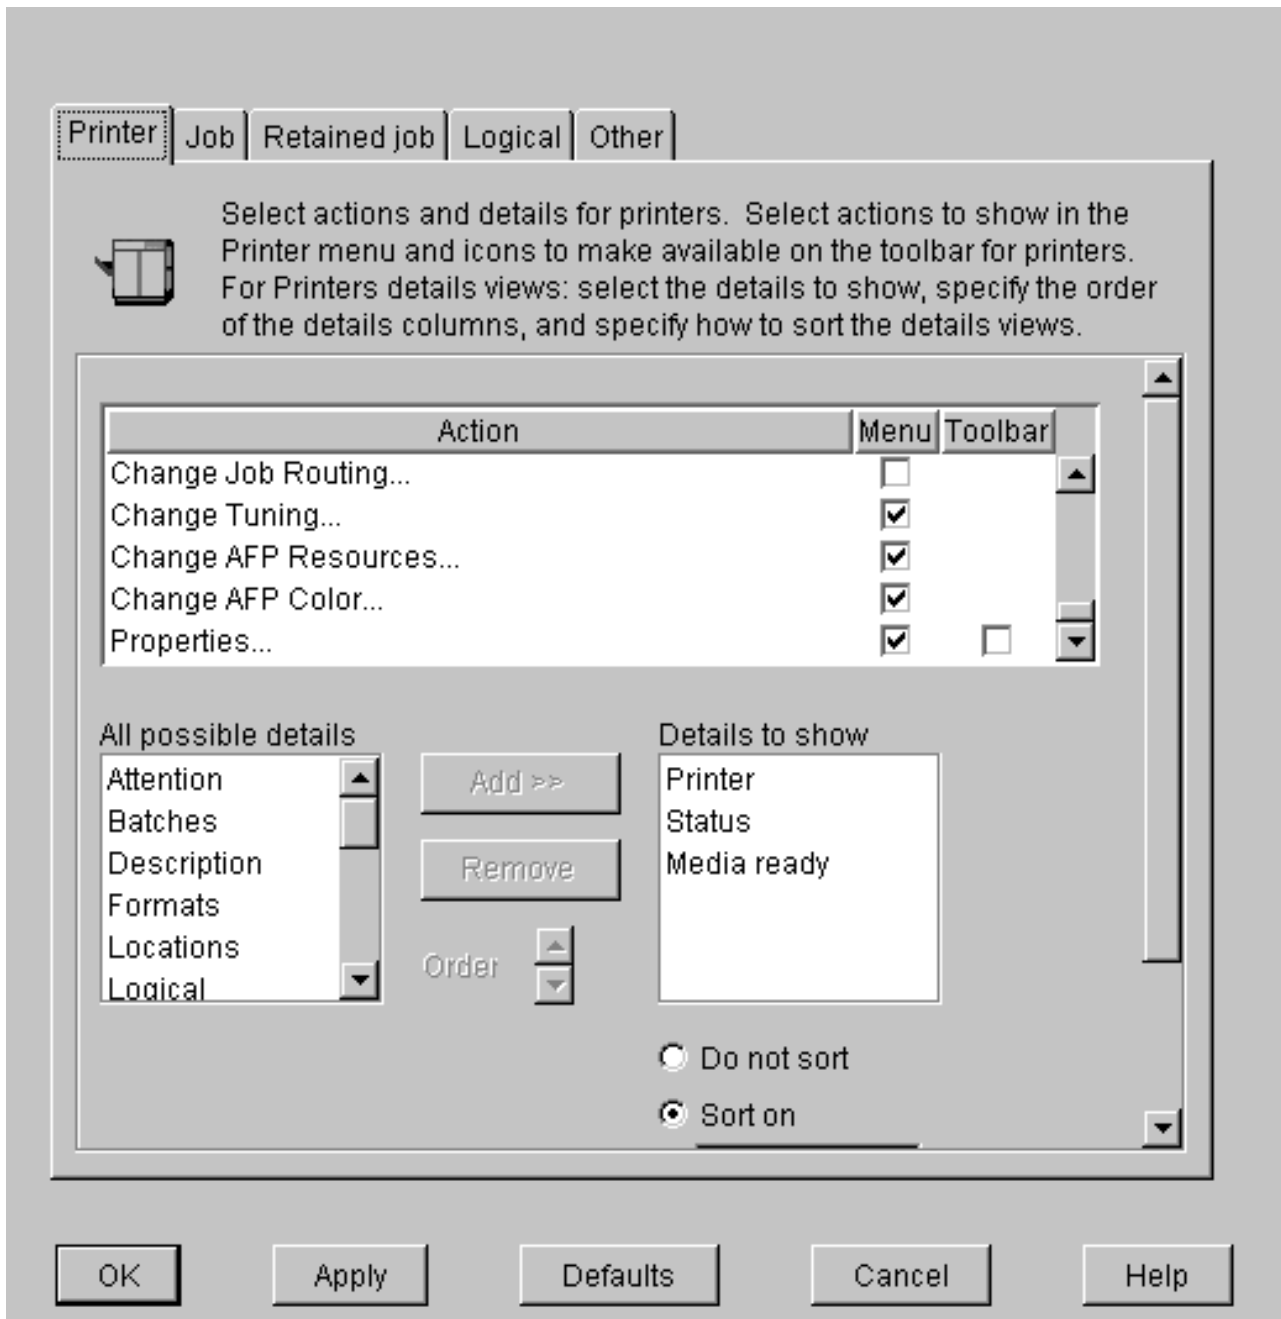 Printer Job Retained job Logical Other
Select actions and details for printers. Select actions to show in the
Printer menu and icons to make available on the toolbar for printers.
For Printers details views: select the details to show, specify the order
of the details columns, and specify how to sort the details views.
Action Menu Toolbar
Change Job Routing...
Change Tuning...
Change AFP Resources...
Change AFP Color...
Properties...
All possible details
Attention
Batches
Description
Formats
Locations
Logical
Add >>
Remove
Order
Details to show
Printer
Status
Media ready
Do not sort
Sort on
OK Apply Defaults Cancel Help